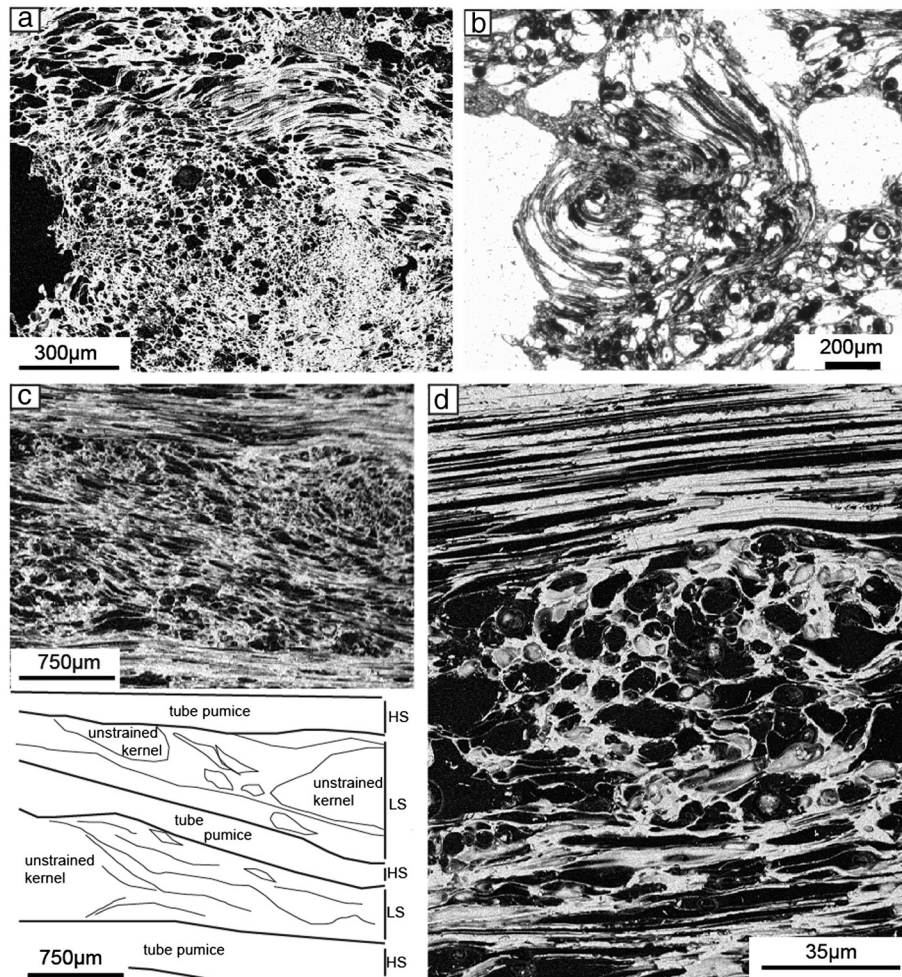 a
300µm
b
200µm
c
750µm
tube pumice
HS
unstrained
kernel
unstrained
kernel
LS
tube
pumice
unstrained
kernel
HS
LS
tube pumice
HS
750µm
d
35µm